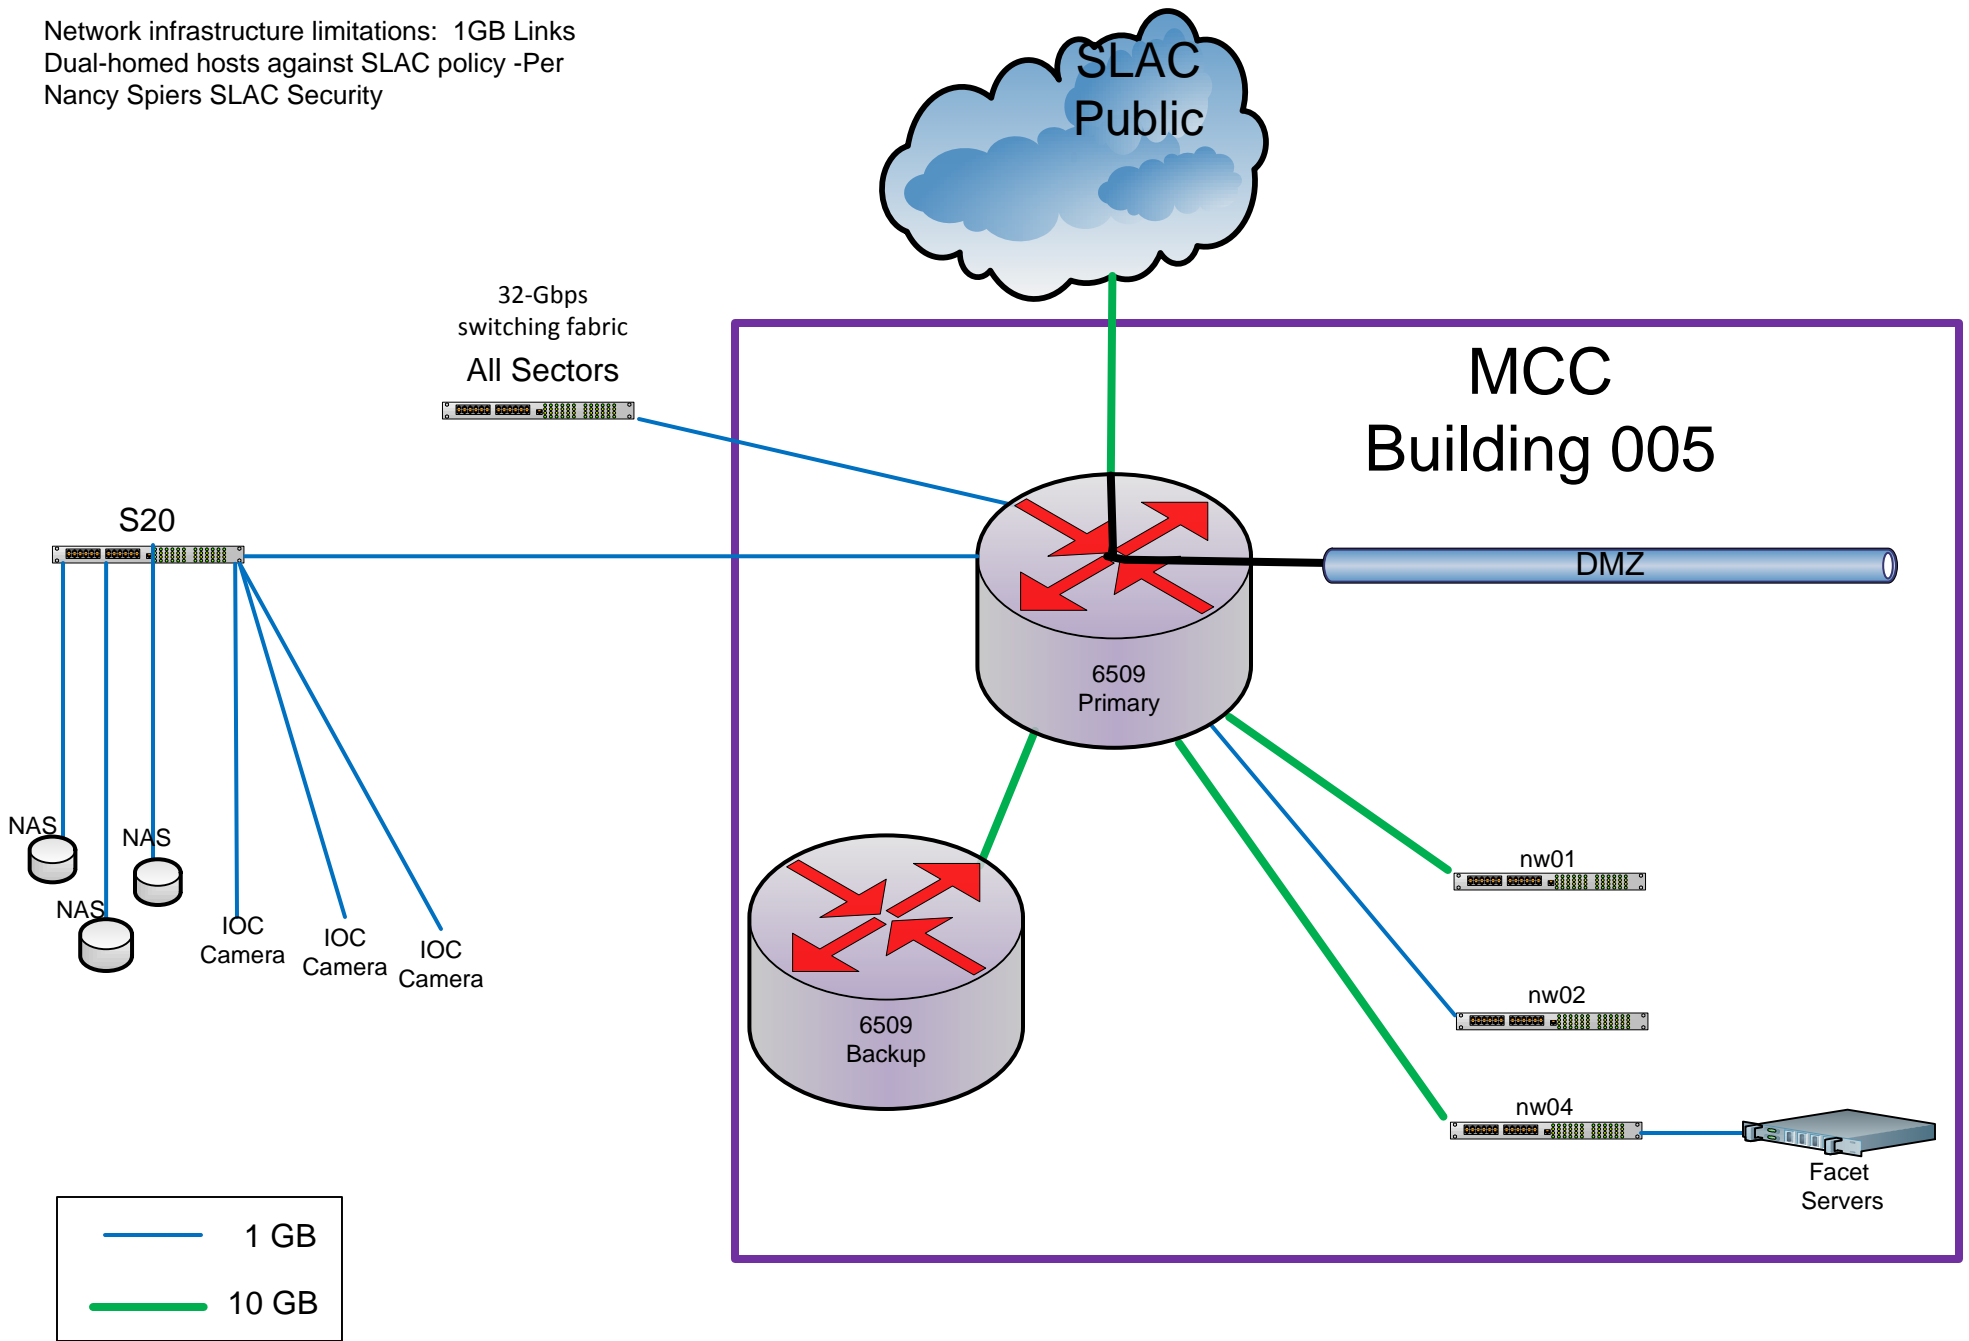 Network infrastructure limitations:  1GB Links
Dual-homed hosts against SLAC policy -Per
Nancy Spiers SLAC Security
SLAC
Public
32-Gbps
switching fabric
All Sectors
MCC
Building 005
S20
DMZ
6509
Primary
NAS
NAS
NAS
IOC
Camera
IOC
Camera
IOC
Camera
6509
Backup
nw01
nw02
nw04
Facet
Servers
1 GB
10 GB